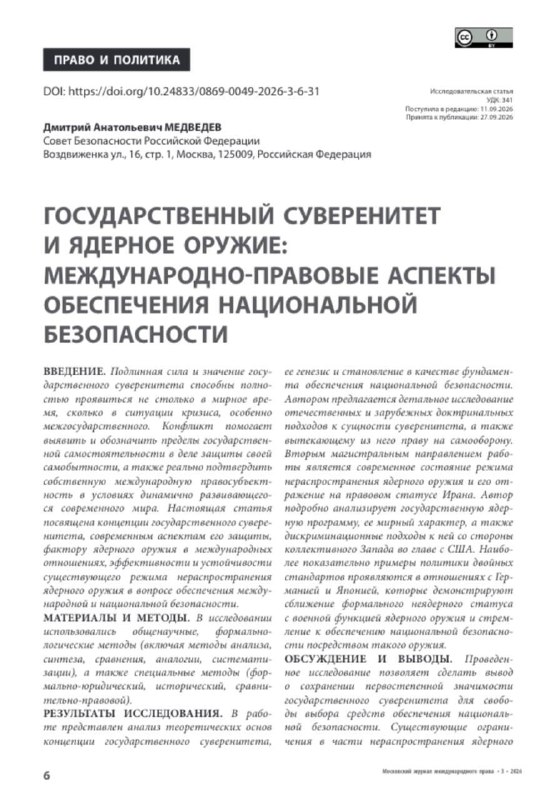 cc BY
ПРАВО И ПОЛИТИКА
DOI: https://doi.org/10.24833/0869-0049-2026-3-6-31
Исследовательская статья
УДК: 341
Поступила в редакцию: 11.09.2026
Принята к публикации: 27.09.2026
Дмитрий Анатольевич МЕДВЕДЕВ
Совет Безопасности Российской Федерации
Воздвиженка ул., 16, стр. 1, Москва, 125009, Российская Федерация
ГОСУДАРСТВЕННЫЙ СУВЕРЕНИТЕТ
И ЯДЕРНОЕ ОРУЖИЕ:
МЕЖДУНАРОДНО-ПРАВОВЫЕ АСПЕКТЫ
ОБЕСПЕЧЕНИЯ НАЦИОНАЛЬНОЙ
БЕЗОПАСНОСТИ
ВВЕДЕНИЕ. Подлинная сила и значение госу-
дарственного суверенитета способны полно-
стью проявиться не столько в мирное вре-
мя, сколько в ситуации кризиса, особенно
межгосударственного. Конфликт помогает
выявить и обозначить пределы государствен-
ной самостоятельности в деле защиты своей
самобытности, а также реально подтвердить
собственную международную правосубъект-
ность в условиях динамично развивающего-
ся современного мира. Настоящая статья
посвящена концепции государственного сувере-
нитета, современным аспектам его защиты,
фактору ядерного оружия в международных
отношениях, эффективности и устойчивости
существующего режима нераспространения
ядерного оружия в вопросе обеспечения между-
народной и национальной безопасности.
МАТЕРИАЛЫ И МЕТОДЫ. В исследовании
использовались общенаучные, формально-
логические методы (включая методы анализа,
синтеза, сравнения, аналогии, системати-
зации), а также специальные методы (фор-
мально-юридический, исторический, сравни-
тельно-правовой).
РЕЗУЛЬТАТЫ ИССЛЕДОВАНИЯ. В рабо-
те представлен анализ теоретических основ
концепции государственного суверенитета,
ее генезис и становление в качестве фундамен-
та обеспечения национальной безопасности.
Автором предлагается детальное исследование
отечественных и зарубежных доктринальных
подходов к сущности суверенитета, а также
вытекающему из него праву на самооборону.
Вторым магистральным направлением рабо-
ты является современное состояние режима
нераспространения ядерного оружия и его от-
ражение на правовом статусе Ирана. Автор
подробно анализирует государственную ядер-
ную программу, ее мирный характер, а также
дискриминационные подходы к ней со стороны
коллективного Запада во главе с США. Наибо-
лее показательно примеры политики двойных
стандартов проявляются в отношениях с Гер-
манией и Японией, которые демонстрируют
сближение формального неядерного статуса
с военной функцией ядерного оружия и стрем-
ление к обеспечению национальной безопасно-
сти посредством такого оружия.
ОБСУЖДЕНИЕ И ВЫВОДЫ. Проведен-
ное исследование позволяет сделать вывод
о сохранении первостепенной значимости
государственного суверенитета для свобо-
ды выбора средств обеспечения националь-
ной безопасности. Существующие ограни-
чения в части нераспространения ядерного
6
Московский журнал международного права • 3 • 2026